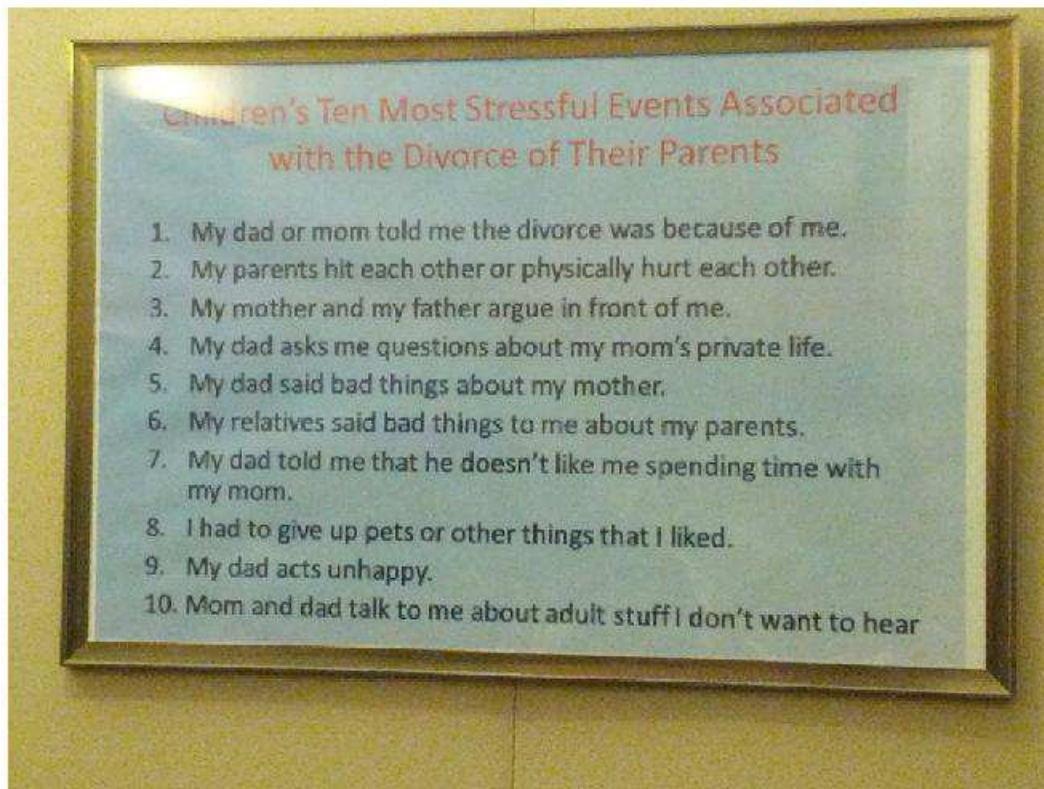 Children's Ten Most Stressful Events Associated
with the Divorce of Their Parents
1. My dad or mom told me the divorce was because of me.
2. My parents hit each other or physically hurt each other.
3. My mother and my father argue in front of me.
4. My dad asks me questions about my mom's private life.
5. My dad said bad things about my mother.
6. My relatives said bad things to me about my parents.
7. My dad told me that he doesn't like me spending time with
my mom.
8. I had to give up pets or other things that I liked.
9. My dad acts unhappy.
10. Mom and dad talk to me about adult stuff I don't want to hear